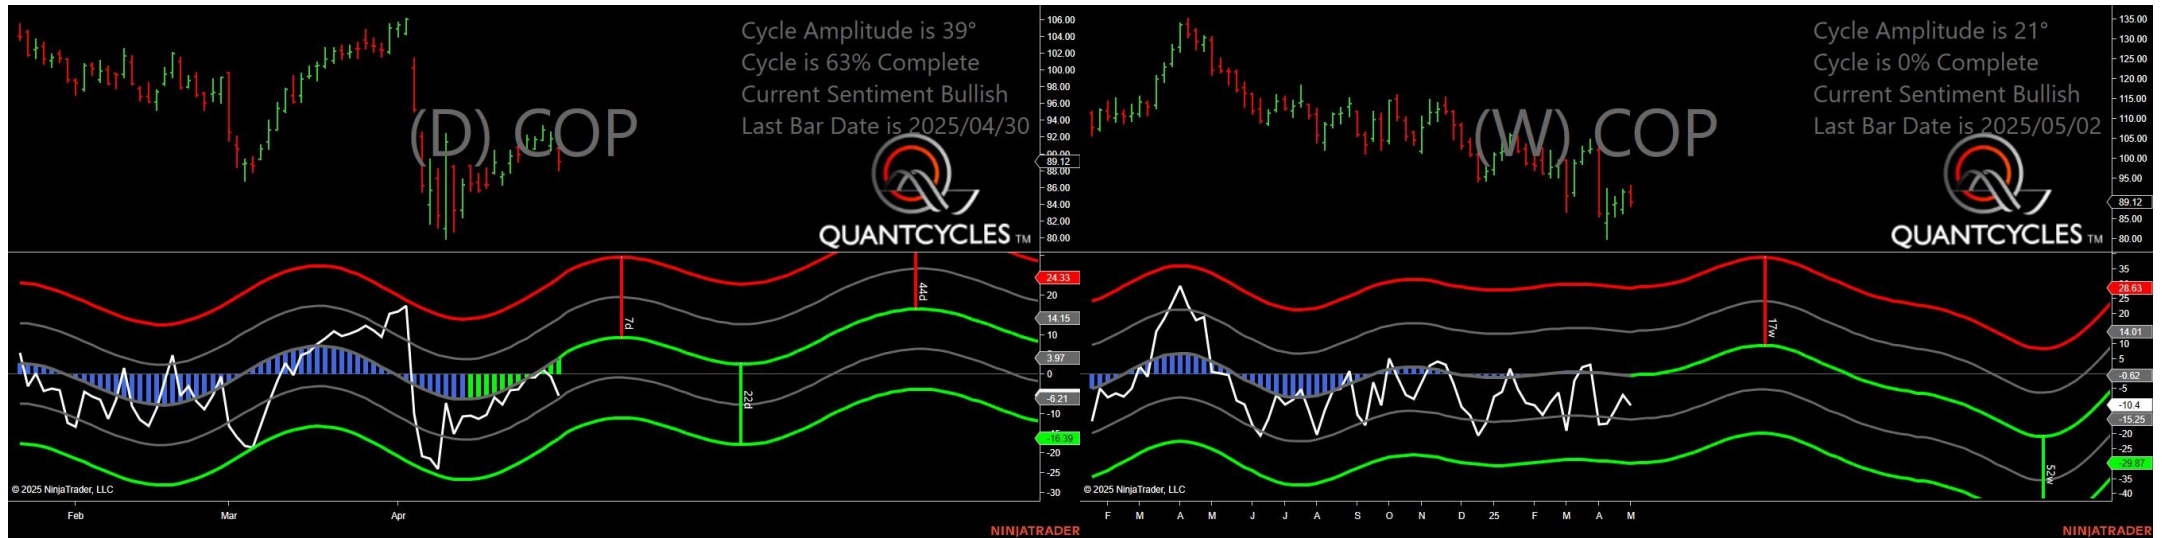 Cycle Amplitude is 39°
Cycle is 63% Complete
Current Sentiment Bullish
Last Bar Date is 2025/04/30
(D) COP
QUANTCYCLES TM
106.00
104.00
102.00
100.00
98.00
96.00
94.00
92.00
90.00
89.12
88.00
86.00
84.00
82.00
80.00
24.33
20
14.15
10
3.97
0
-6.21
-10
-16.39
-20
-25
-30
7d
22d
44d
© 2025 NinjaTrader, LLC
Feb
Mar
Apr
NINJATRADER
Cycle Amplitude is 21°
Cycle is 0% Complete
Current Sentiment Bullish
Last Bar Date is 2025/05/02
(W) COP
QUANTCYCLES TM
135.00
130.00
125.00
120.00
115.00
110.00
105.00
100.00
95.00
89.12
85.00
80.00
35
28.63
25
20
14.01
10
5
-0.62
-5
-10.4
-15.25
-20
-25
-29.87
-35
-40
17w
52w
© 2025 NinjaTrader, LLC
F M A M J J A S O N D 25 F M A M
NINJATRADER